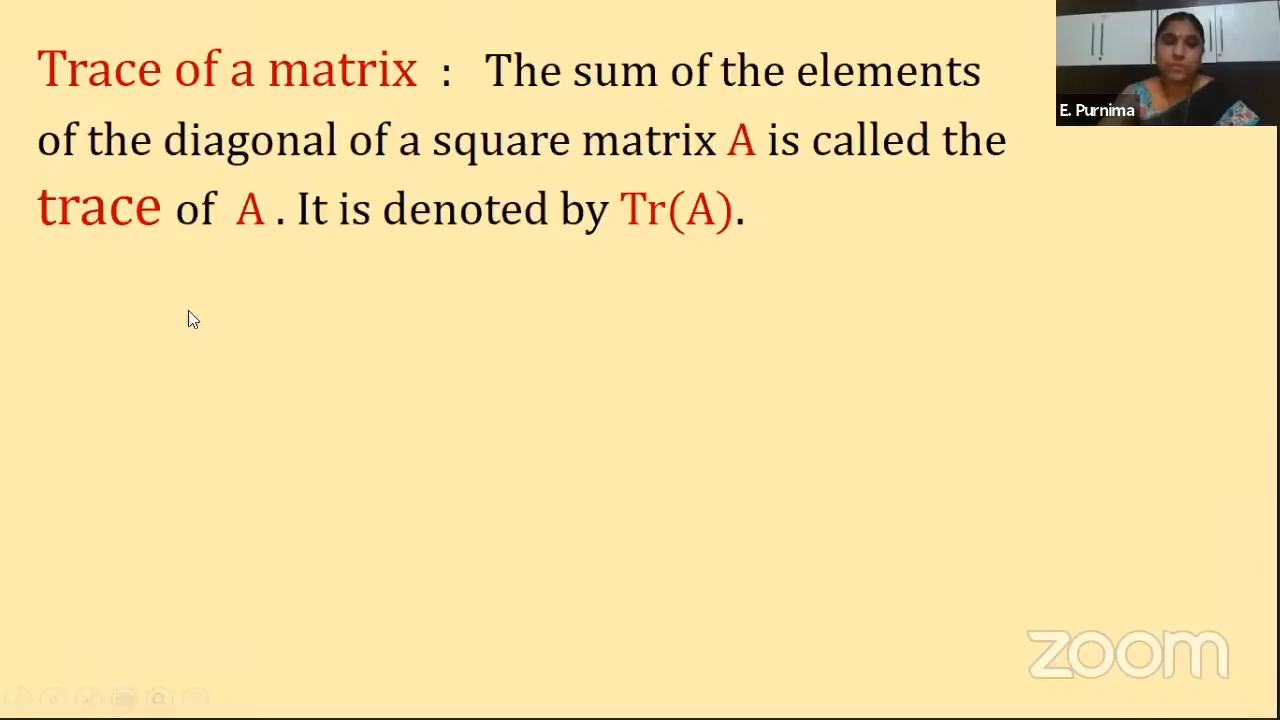 Trace of a matrix : The sum of the elements
of the diagonal of a square matrix A is called the
trace of A . It is denoted by Tr(A).
E. Purnima
zoom